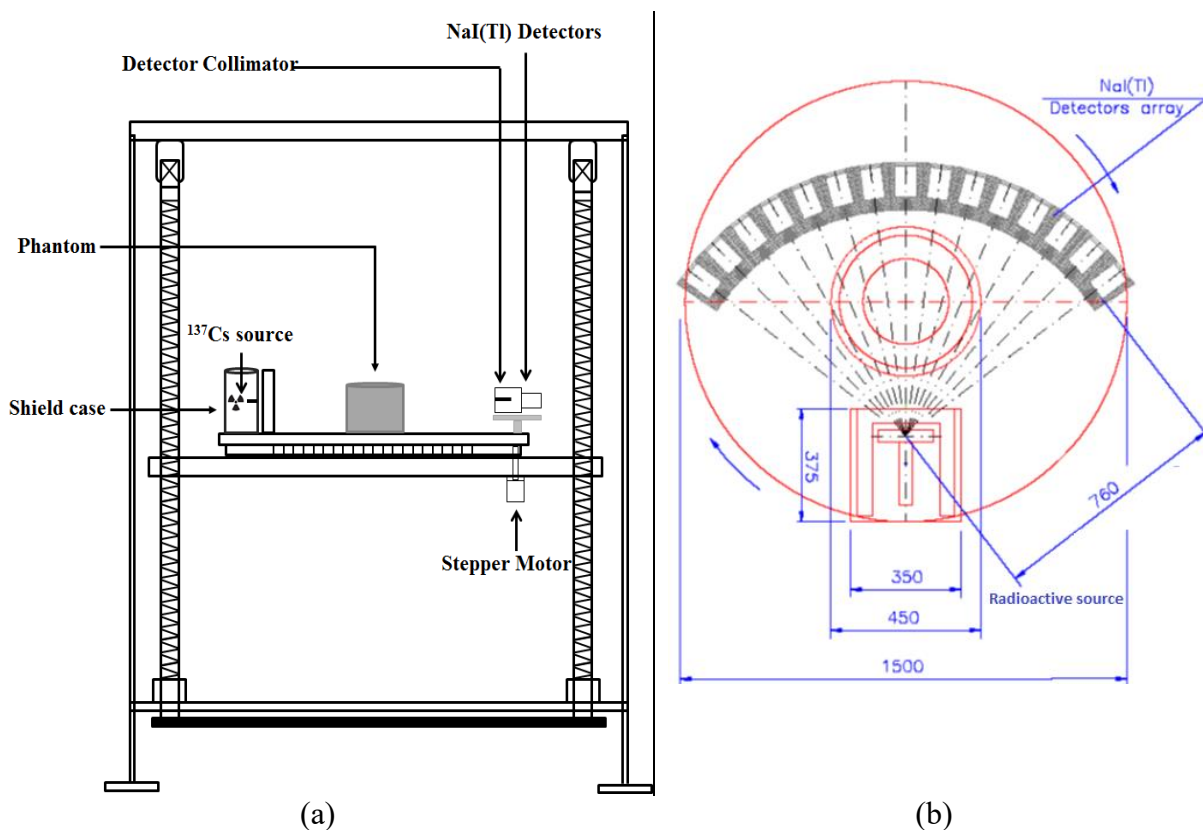 NaI(Tl) Detectors
Detector Collimator
Phantom
¹³⁷Cs source
Shield case
Stepper Motor
(a)
NaI(Tl)
Detectors array
375
760
350
Radioactive source
450
1500
(b)